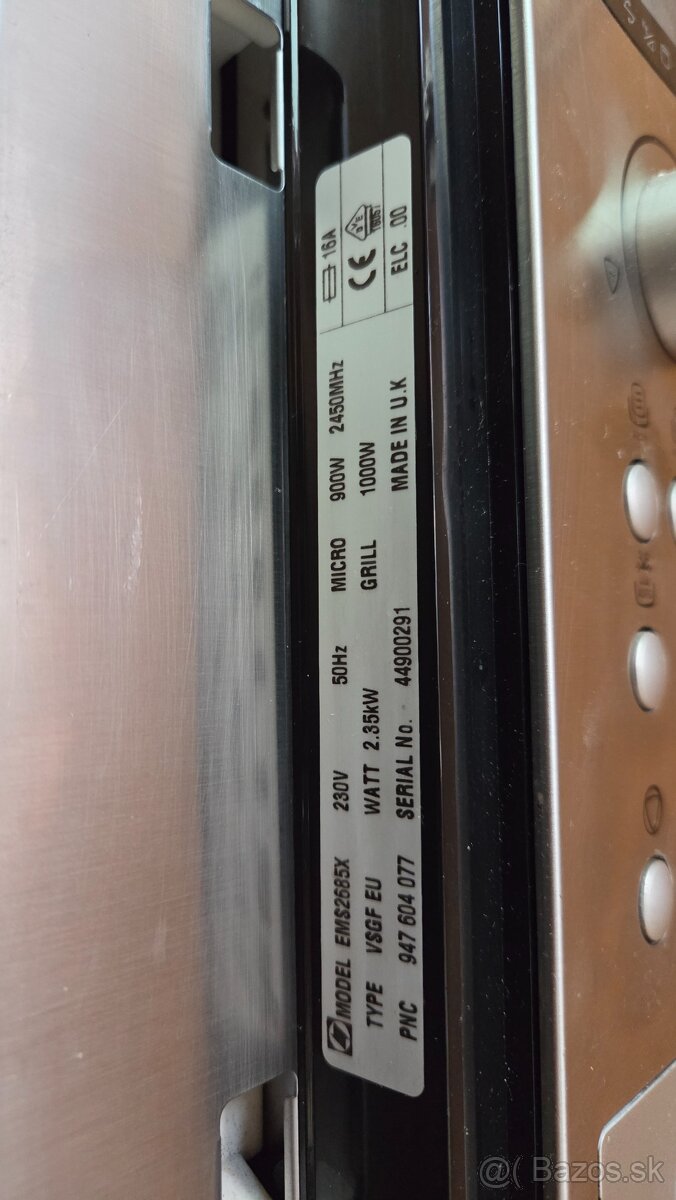 MODEL EMS2685X 230V 50Hz MICRO 900W 2450MHz 16A
TYPE VSGF EU WATT 2.35kW GRILL 1000W CE
PNC 947 604 077 SERIAL No. 44900291 MADE IN U.K ELC .00
@ Bazos.sk